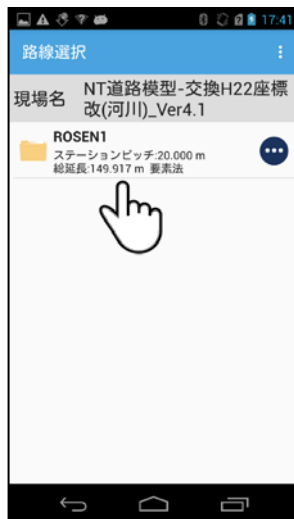 17:41
路線選択
現場名
NT道路模型-交換H22座標
改(河川)_Ver4.1
ROSEN1
ステーションピッチ:20.000 m
総延長:149.917 m 要素法